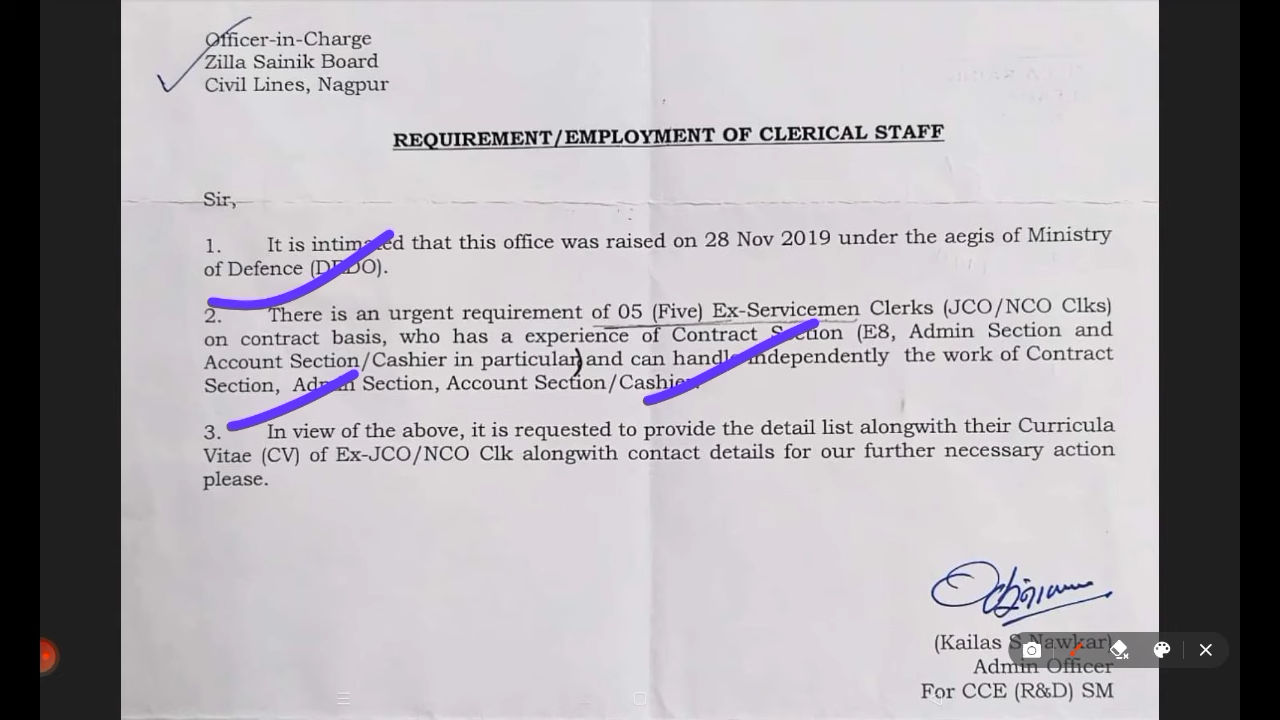 Officer-in-Charge
Zilla Sainik Board
Civil Lines, Nagpur
REQUIREMENT/EMPLOYMENT OF CLERICAL STAFF
Sir,
1. It is intimated that this office was raised on 28 Nov 2019 under the aegis of Ministry
of Defence (DRDO).
2. There is an urgent requirement of 05 (Five) Ex-Servicemen Clerks (JCO/NCO Clks)
on contract basis, who has a experience of Contract Section (E8, Admin Section and
Account Section/Cashier in particular) and can handle independently the work of Contract
Section, Admin Section, Account Section/Cashier.
3. In view of the above, it is requested to provide the detail list alongwith their Curricula
Vitae (CV) of Ex-JCO/NCO Clk alongwith contact details for our further necessary action
please.
(Kailas S Nawkar)
Admin Officer
For CCE (R&D) SM